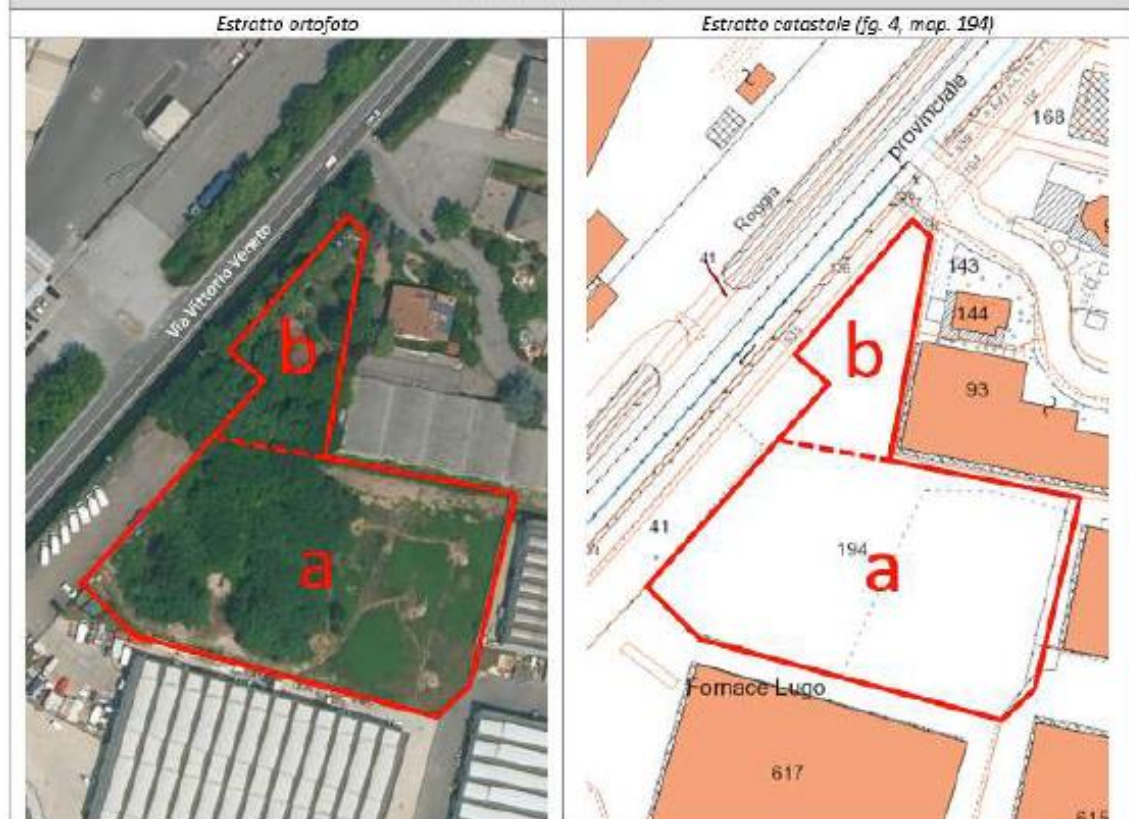 Estratto ortofoto
Estratto catastale (fg. 4, map. 194)
Via Vittorio Veneto
b
a
provinciale
168
Roggia
41
143
144
b
93
41
194
a
Fornace Lugo
617
615